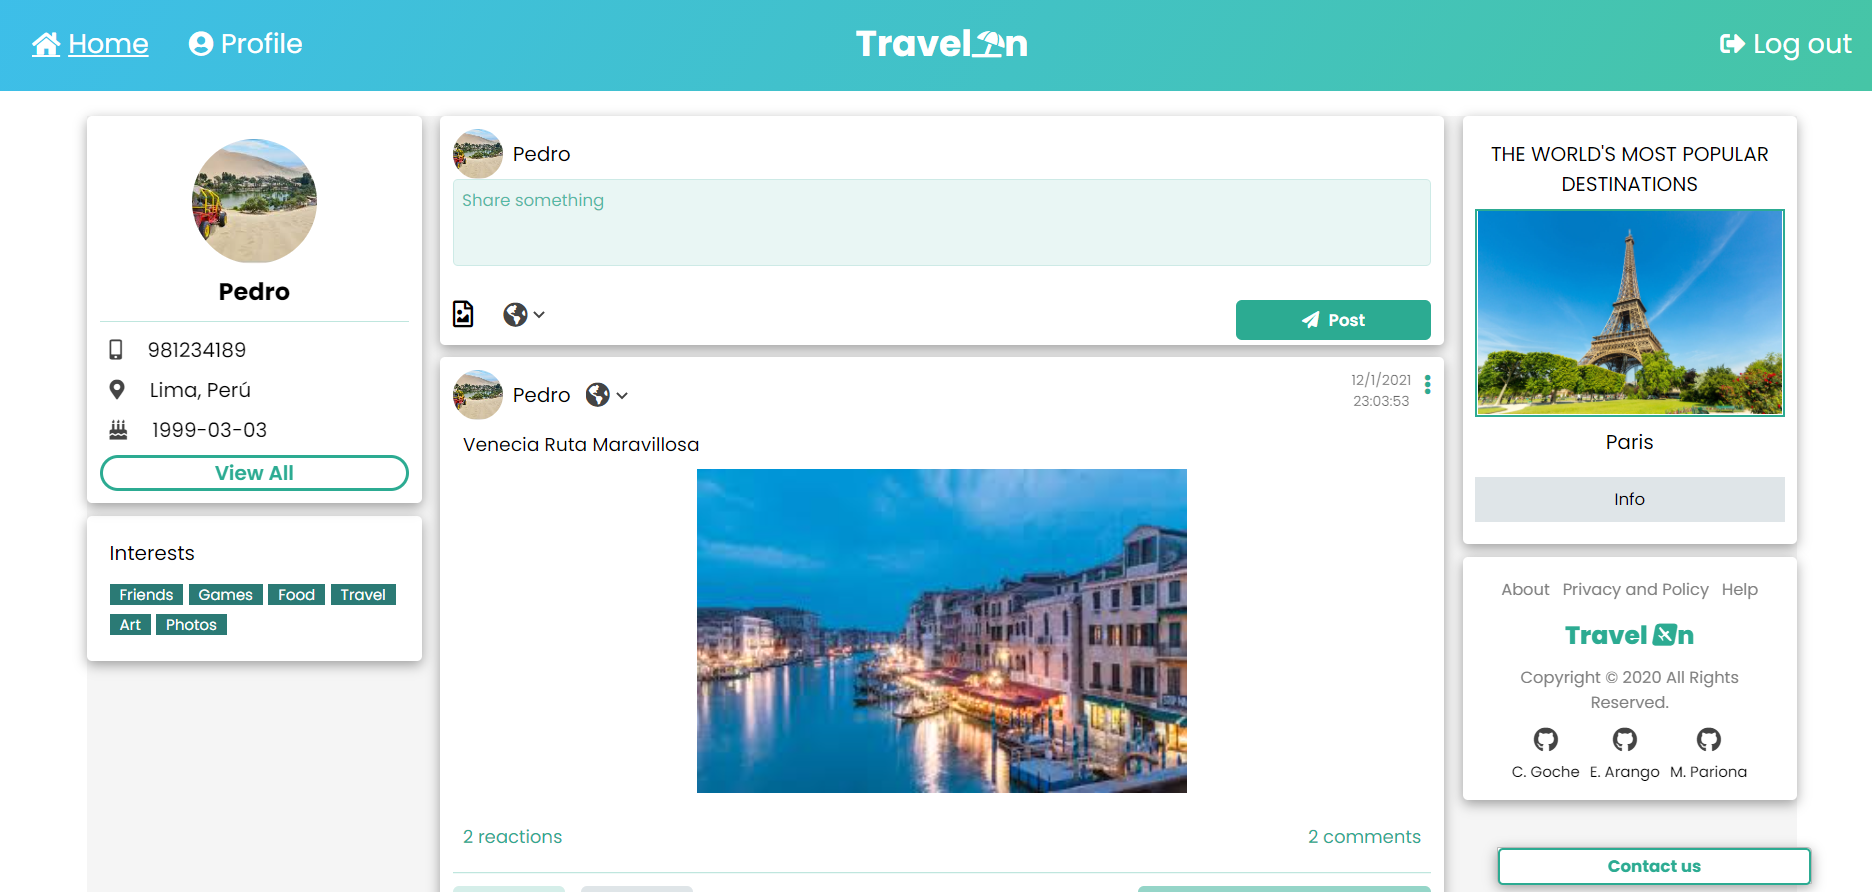 Home
Profile
Travel n
Log out
Pedro
981234189
Lima, Perú
1999-03-03
View All
Interests
Friends Games Food Travel
Art Photos
Pedro
Share something
Post
Pedro
12/1/2021
23:03:53
Venecia Ruta Maravillosa
2 reactions
2 comments
THE WORLD'S MOST POPULAR
DESTINATIONS
Paris
Info
About Privacy and Policy Help
Travel n
Copyright © 2020 All Rights
Reserved.
C. Goche E. Arango M. Pariona
Contact us